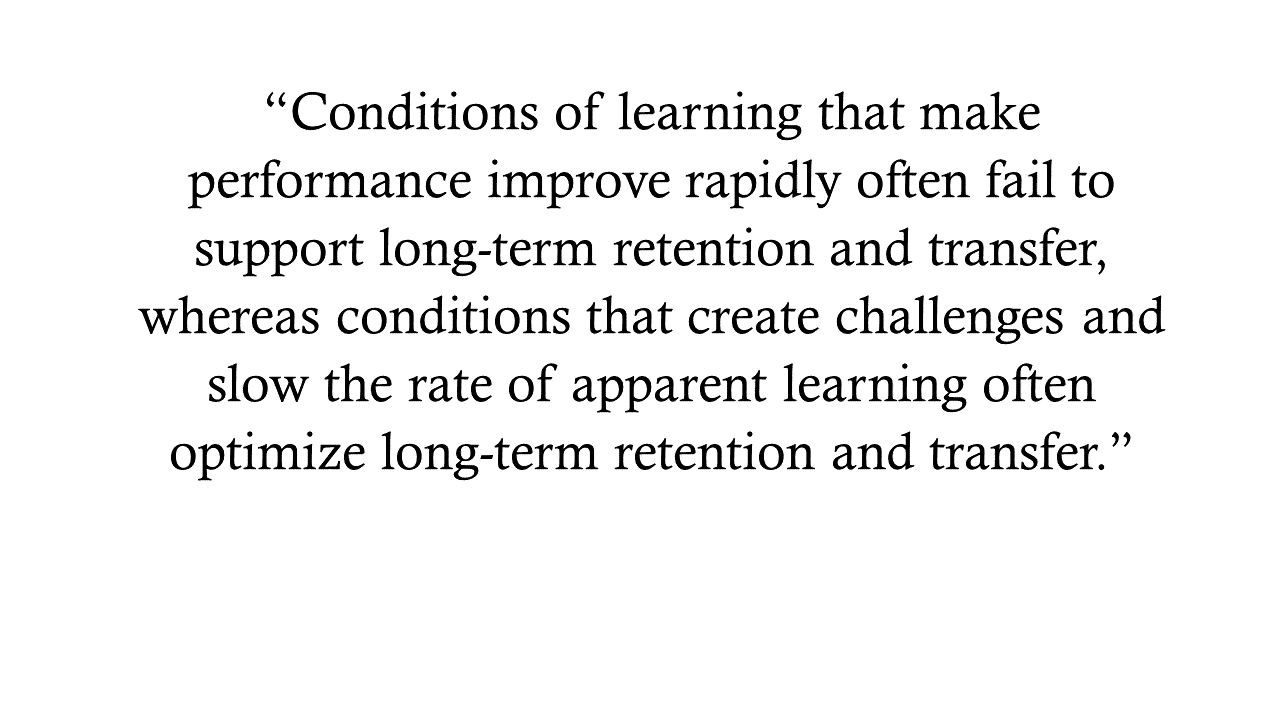 “Conditions of learning that make
performance improve rapidly often fail to
support long-term retention and transfer,
whereas conditions that create challenges and
slow the rate of apparent learning often
optimize long-term retention and transfer.”